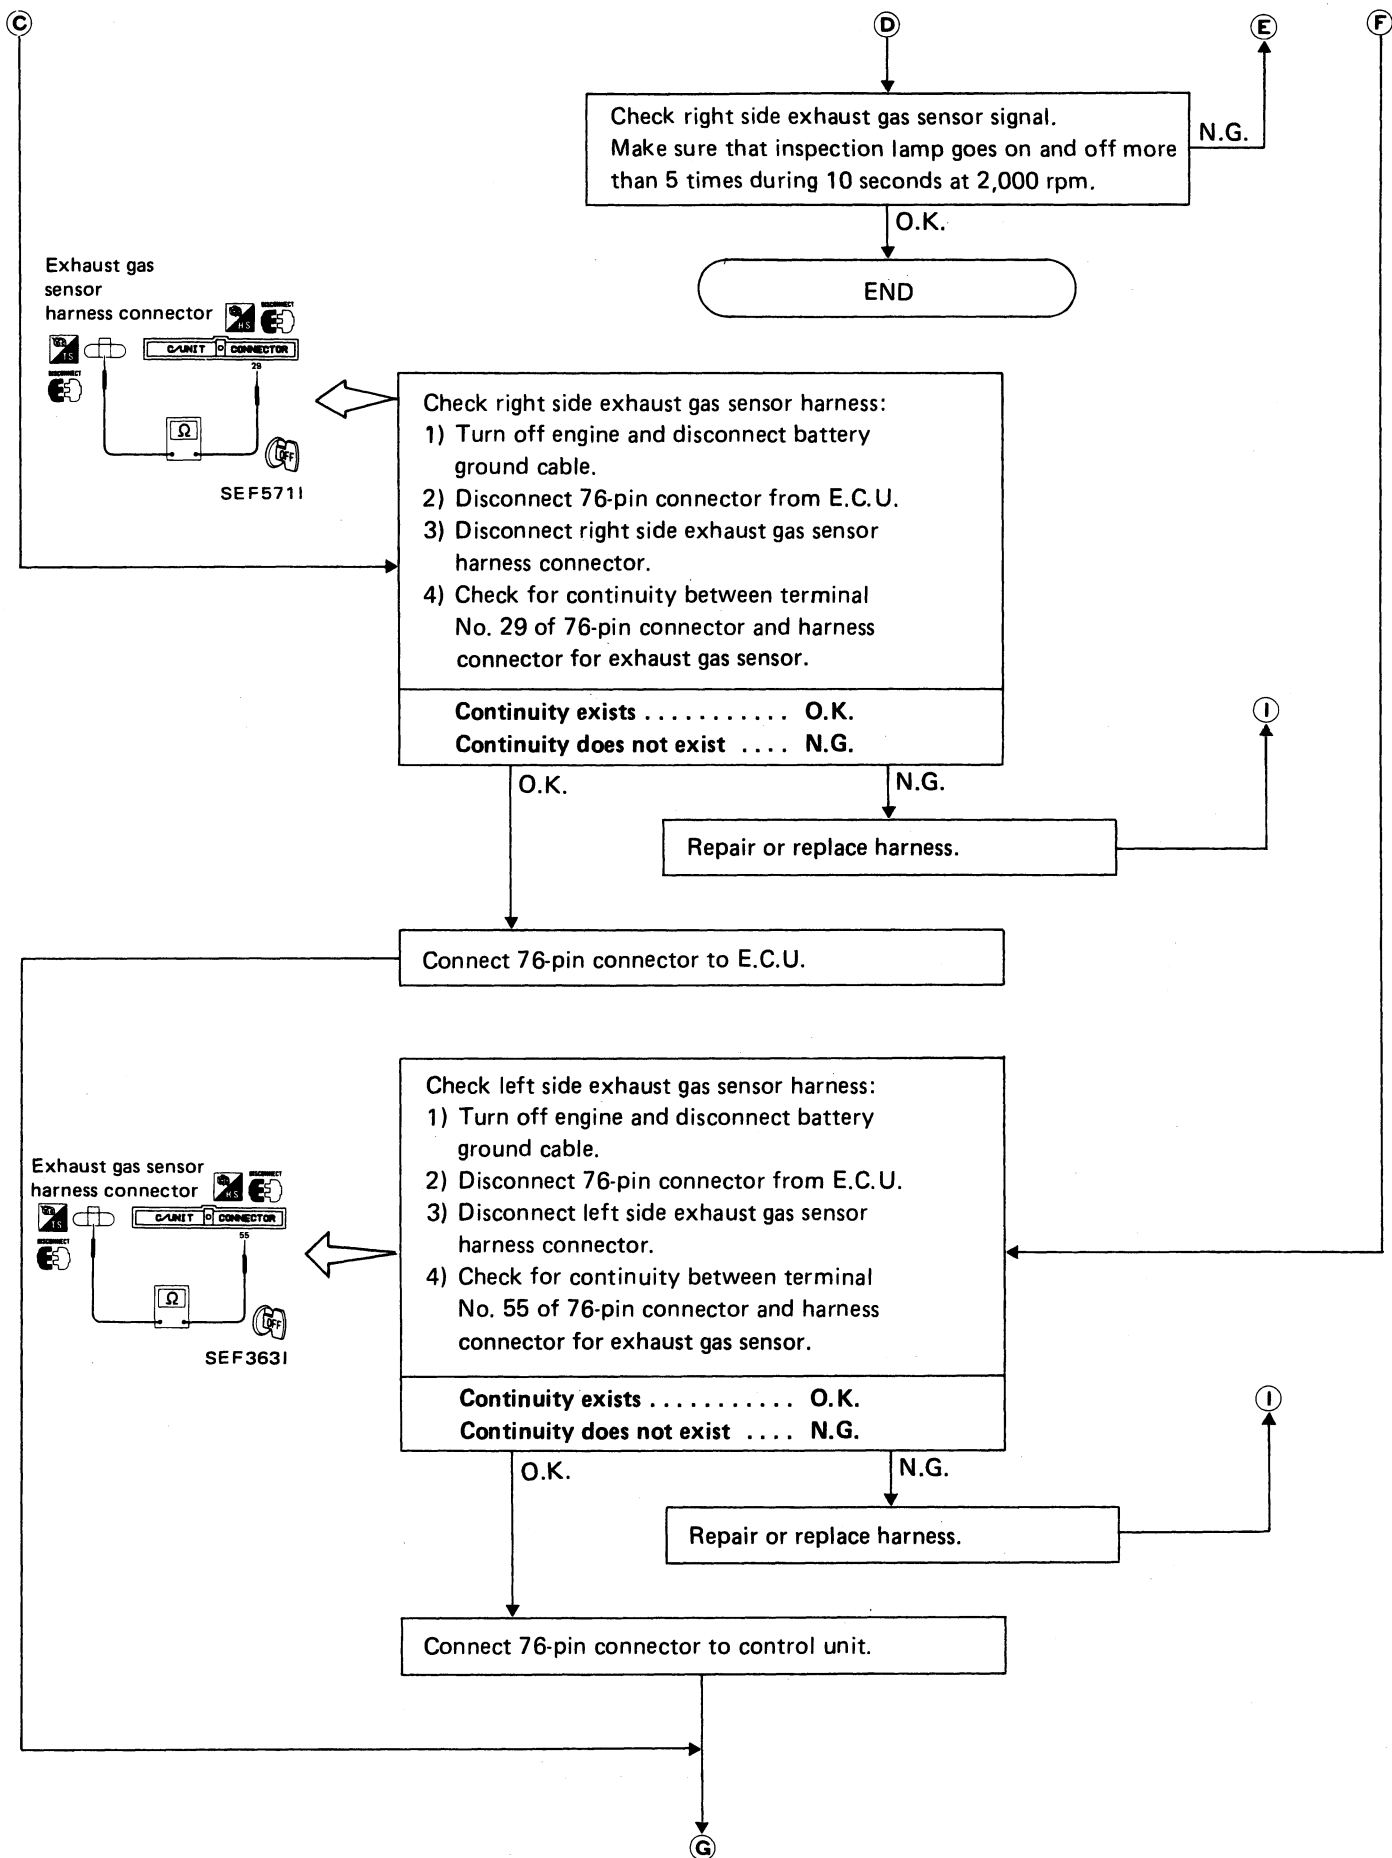 C
D
E
F
Check right side exhaust gas sensor signal.
Make sure that inspection lamp goes on and off more
than 5 times during 10 seconds at 2,000 rpm.
N.G.
O.K.
END
Exhaust gas
sensor
harness connector
H S
DISCONNECT
T S
C/UNIT CONNECTOR
29
DISCONNECT
Ω
OFF
SEF571I
Check right side exhaust gas sensor harness:
1) Turn off engine and disconnect battery
ground cable.
2) Disconnect 76-pin connector from E.C.U.
3) Disconnect right side exhaust gas sensor
harness connector.
4) Check for continuity between terminal
No. 29 of 76-pin connector and harness
connector for exhaust gas sensor.
Continuity exists . . . . . . . . . . . O.K.
Continuity does not exist . . . . N.G.
I
O.K.
N.G.
Repair or replace harness.
Connect 76-pin connector to E.C.U.
Check left side exhaust gas sensor harness:
1) Turn off engine and disconnect battery
ground cable.
2) Disconnect 76-pin connector from E.C.U.
3) Disconnect left side exhaust gas sensor
harness connector.
4) Check for continuity between terminal
No. 55 of 76-pin connector and harness
connector for exhaust gas sensor.
Exhaust gas sensor
harness connector
H S
DISCONNECT
T S
C/UNIT CONNECTOR
55
DISCONNECT
Ω
OFF
SEF363I
Continuity exists . . . . . . . . . . . O.K.
Continuity does not exist . . . . N.G.
I
O.K.
N.G.
Repair or replace harness.
Connect 76-pin connector to control unit.
G